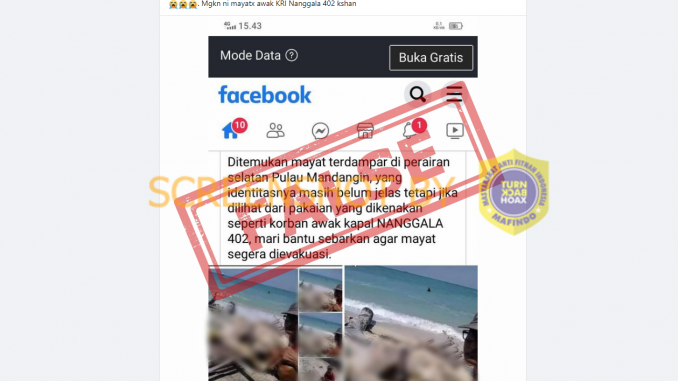 😭😭😭. Mgkn ni mayatx awak KRI Nanggala 402 kshan
15.43
Mode Data
Buka Gratis
facebook
10
1
Ditemukan mayat terdampar di perairan
selatan Pulau Mandangin, yang
identitasnya masih belum jelas tetapi jika
dilihat dari pakaian yang dikenakan
seperti korban awak kapal NANGGALA
402, mari bantu sebarkan agar mayat
segera dievakuasi.
FALSE
MASYARAKAT ANTI FITNAH INDONESIA
TURN
BACK
HOAX
MAFINDO